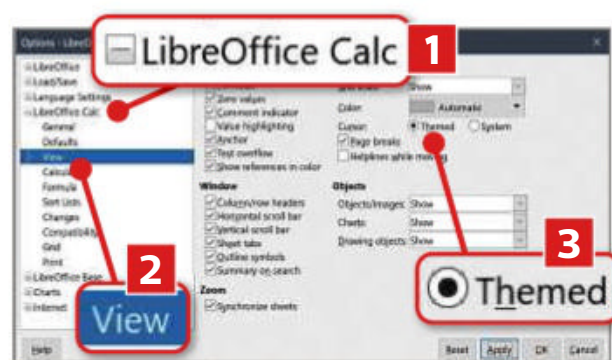 LibreOffice Calc
1
Options - LibreO
LibreOffice
Load/Save
Language Settings
LibreOffice Calc
General
Defaults
View
Calcul
Formula
Sort Lists
Changes
Compatibility
Grid
Print
LibreOffice Base
Charts
Internet
Zero values
Comment indicator
Value highlighting
Anchor
Text overflow
Show references in color
Window
Column/row headers
Horizontal scroll bar
Vertical scroll bar
Sheet tabs
Outline symbols
Summary on search
Zoom
Synchronize sheets
Show
Color:
Automatic
Cursor:
Themed
System
Page breaks
Helplines while moving
Objects
Objects/Images:
Show
Charts:
Show
Drawing objects:
Show
2
View
3
Themed
Help
Reset
Apply
OK
Cancel